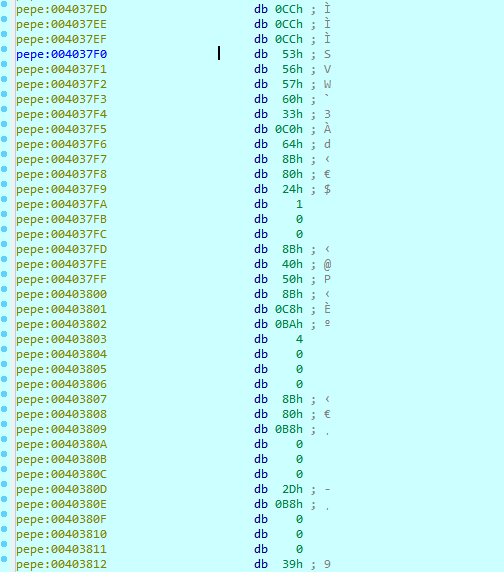 pepe:004037ED db 0CCh ; Ì
pepe:004037EE db 0CCh ; Ì
pepe:004037EF db 0CCh ; Ì
pepe:004037F0 db 53h ; S
pepe:004037F1 db 56h ; V
pepe:004037F2 db 57h ; W
pepe:004037F3 db 60h ; `
pepe:004037F4 db 33h ; 3
pepe:004037F5 db 0C0h ; À
pepe:004037F6 db 64h ; d
pepe:004037F7 db 8Bh ; ‹
pepe:004037F8 db 80h ; €
pepe:004037F9 db 24h ; $
pepe:004037FA db 1
pepe:004037FB db 0
pepe:004037FC db 0
pepe:004037FD db 8Bh ; ‹
pepe:004037FE db 40h ; @
pepe:004037FF db 50h ; P
pepe:00403800 db 8Bh ; ‹
pepe:00403801 db 0C8h ; È
pepe:00403802 db 0BAh ; º
pepe:00403803 db 4
pepe:00403804 db 0
pepe:00403805 db 0
pepe:00403806 db 0
pepe:00403807 db 8Bh ; ‹
pepe:00403808 db 80h ; €
pepe:00403809 db 0B8h ; ¸
pepe:0040380A db 0
pepe:0040380B db 0
pepe:0040380C db 0
pepe:0040380D db 2Dh ; -
pepe:0040380E db 0B8h ; ¸
pepe:0040380F db 0
pepe:00403810 db 0
pepe:00403811 db 0
pepe:00403812 db 39h ; 9